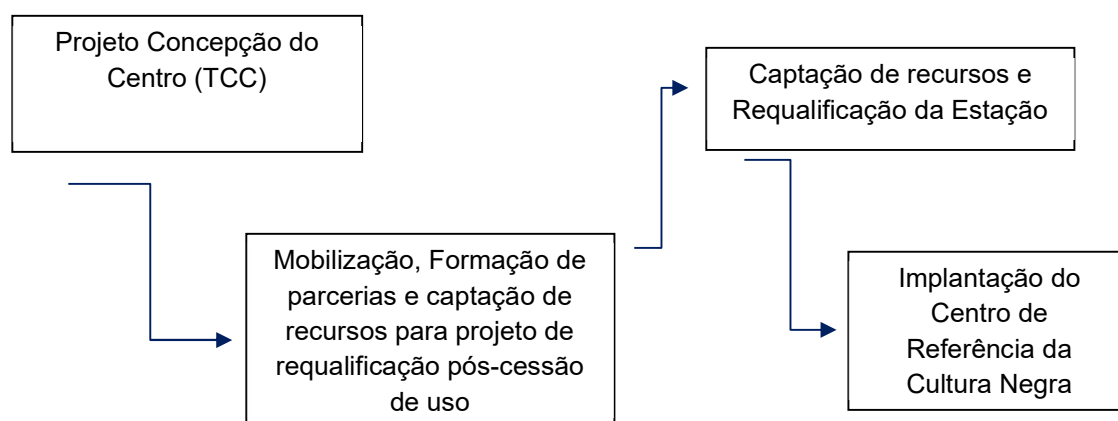 Projeto Concepção do
Centro (TCC)
Mobilização, Formação de
parcerias e captação de
recursos para projeto de
requalificação pós-cessão
de uso
Captação de recursos e
Requalificação da Estação
Implantação do
Centro de
Referência da
Cultura Negra